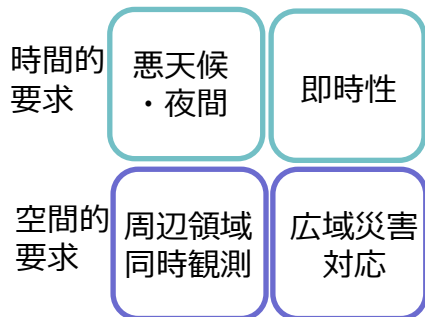 時間的
要求
悪天候
・夜間
即時性
空間的
要求
周辺領域
同時観測
広域災害
対応